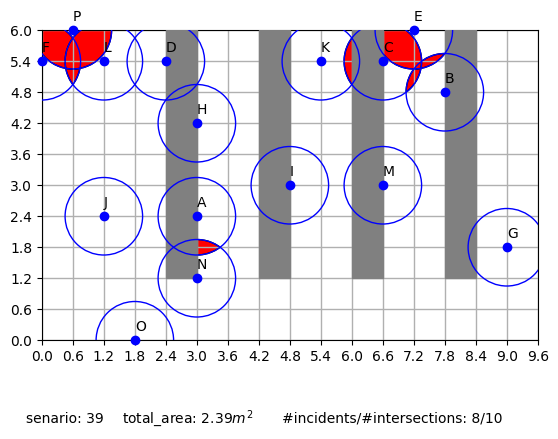 P
E
F L D K C
B
H
I M
J A
G
N
O
6.0
5.4
4.8
4.2
3.6
3.0
2.4
1.8
1.2
0.6
0.0
0.0 0.6 1.2 1.8 2.4 3.0 3.6 4.2 4.8 5.4 6.0 6.6 7.2 7.8 8.4 9.0 9.6
senario: 39 total_area: 2.39m² #incidents/#intersections: 8/10